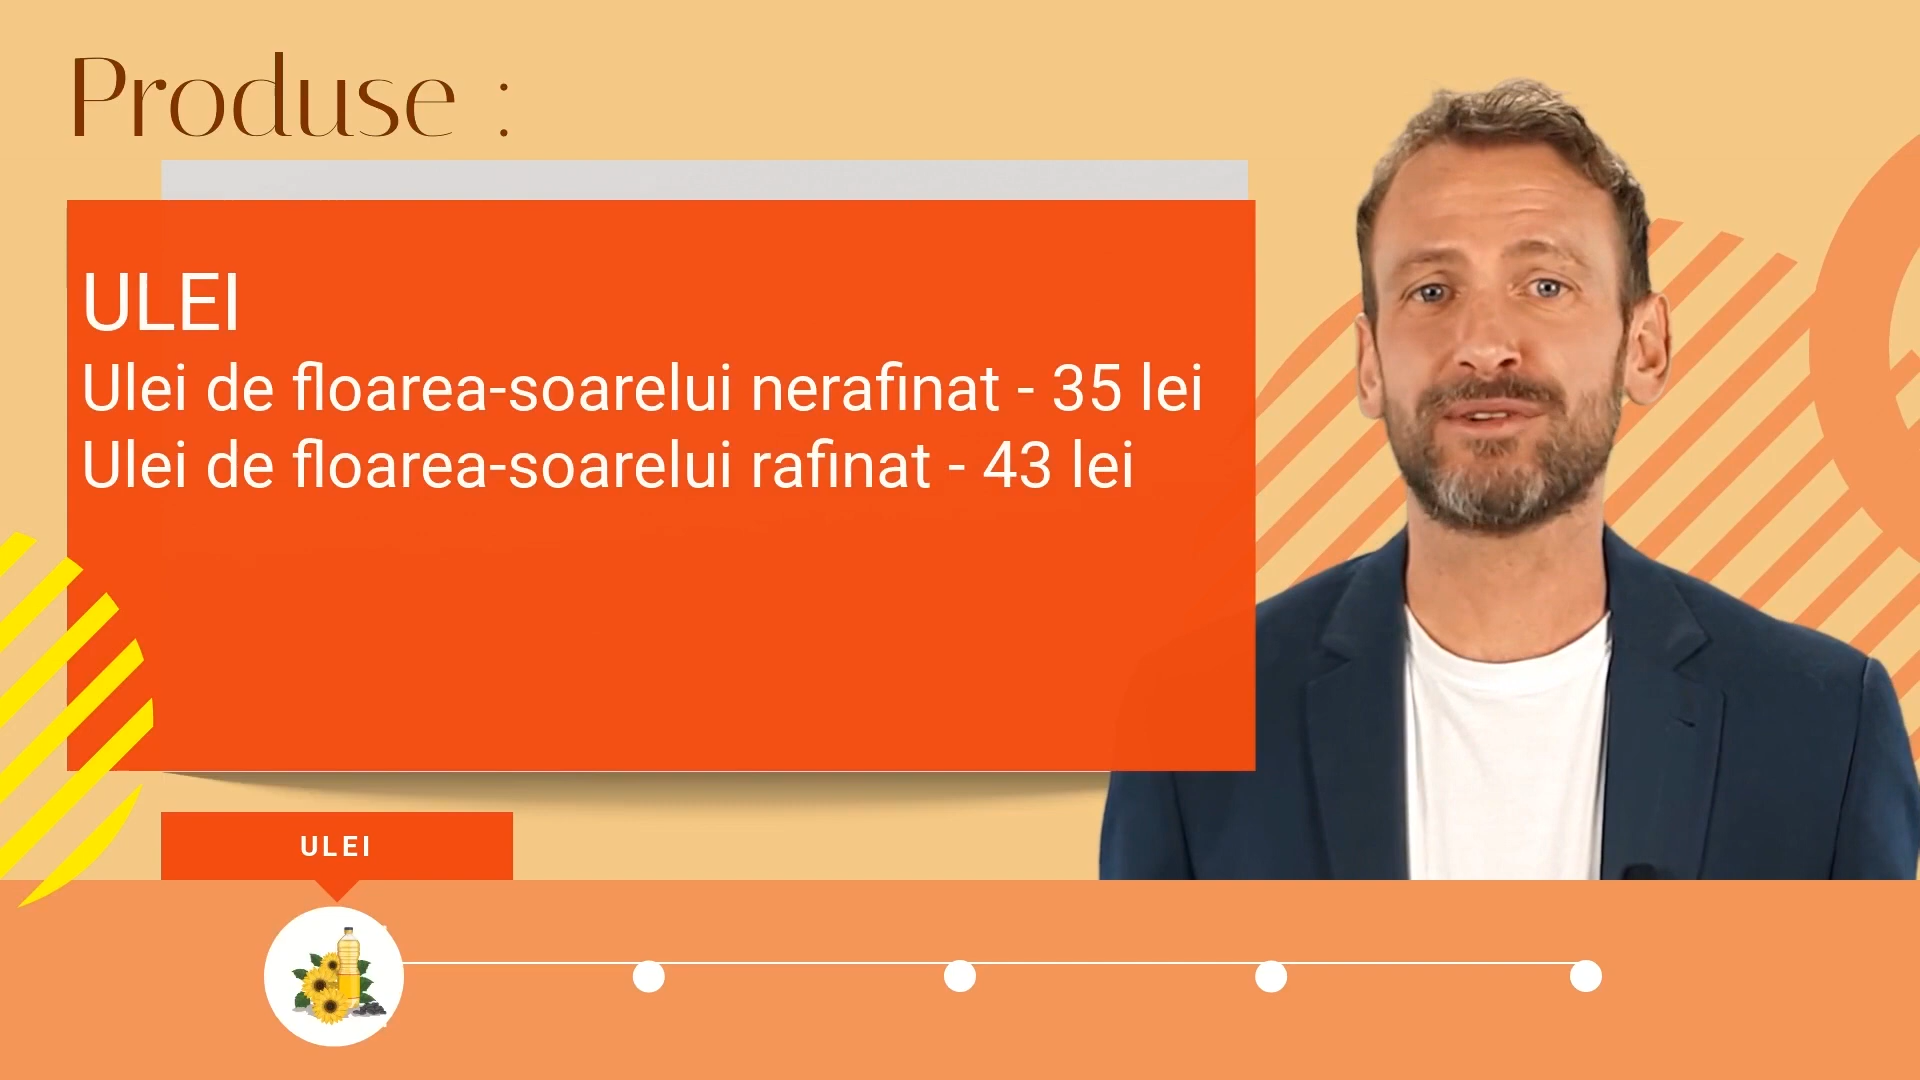 Produse :
ULEI
Ulei de floarea-soarelui nerafinat - 35 lei
Ulei de floarea-soarelui rafinat - 43 lei
ULEI